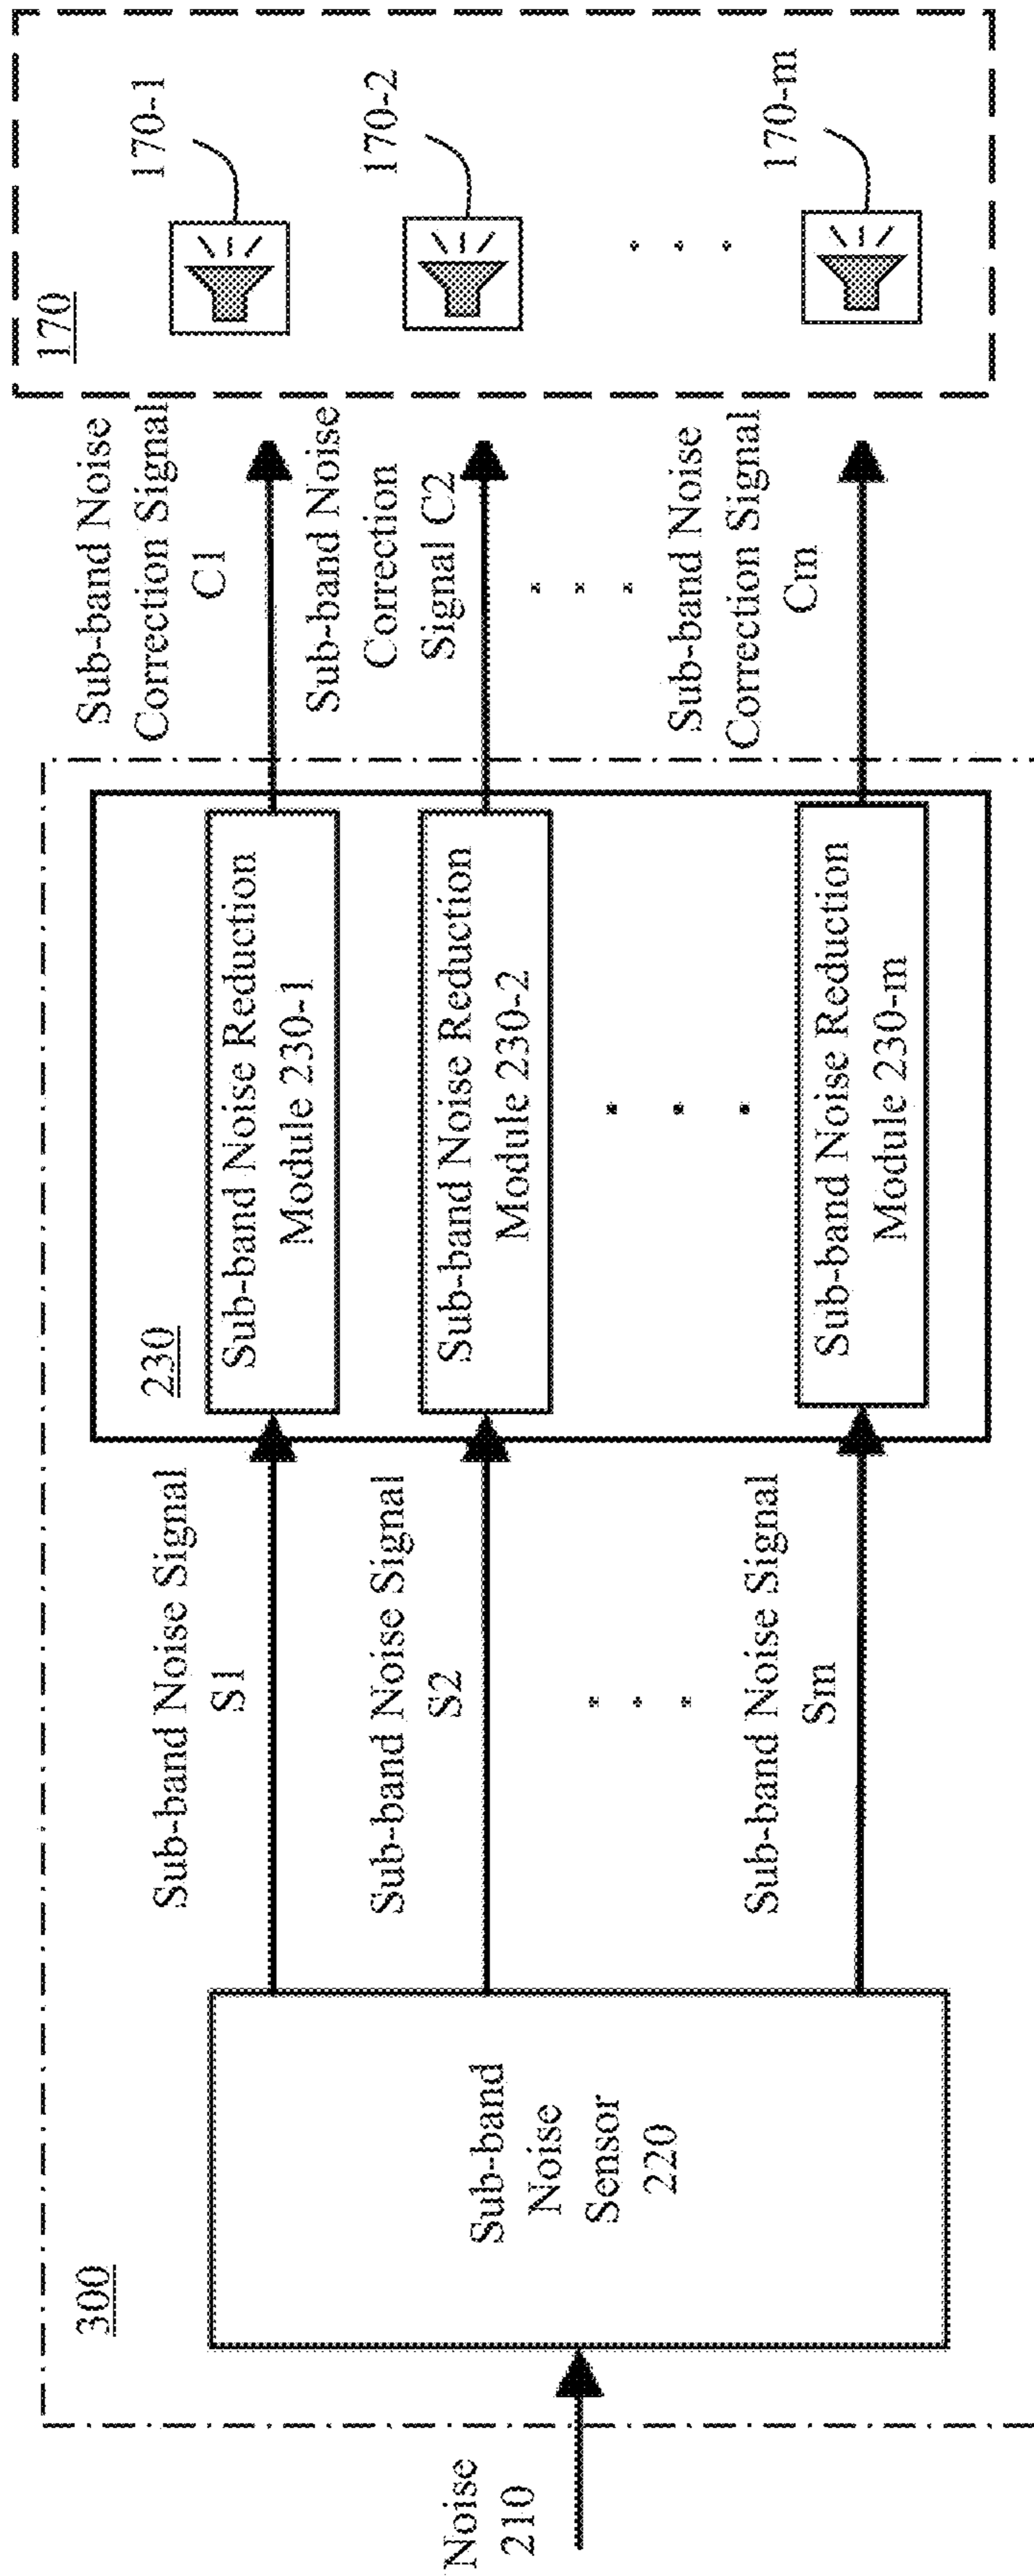 Noise
210
300
Sub-band
Noise
Sensor
220
Sub-band Noise Signal
S1
Sub-band Noise Signal
S2
Sub-band Noise Signal
Sm
230
Sub-band Noise Reduction
Module 230-1
Sub-band Noise Reduction
Module 230-2
Sub-band Noise Reduction
Module 230-m
Sub-band Noise
Correction Signal
C1
Sub-band Noise
Correction
Signal C2
Sub-band Noise
Correction Signal
Cm
170
170-1
170-2
170-m